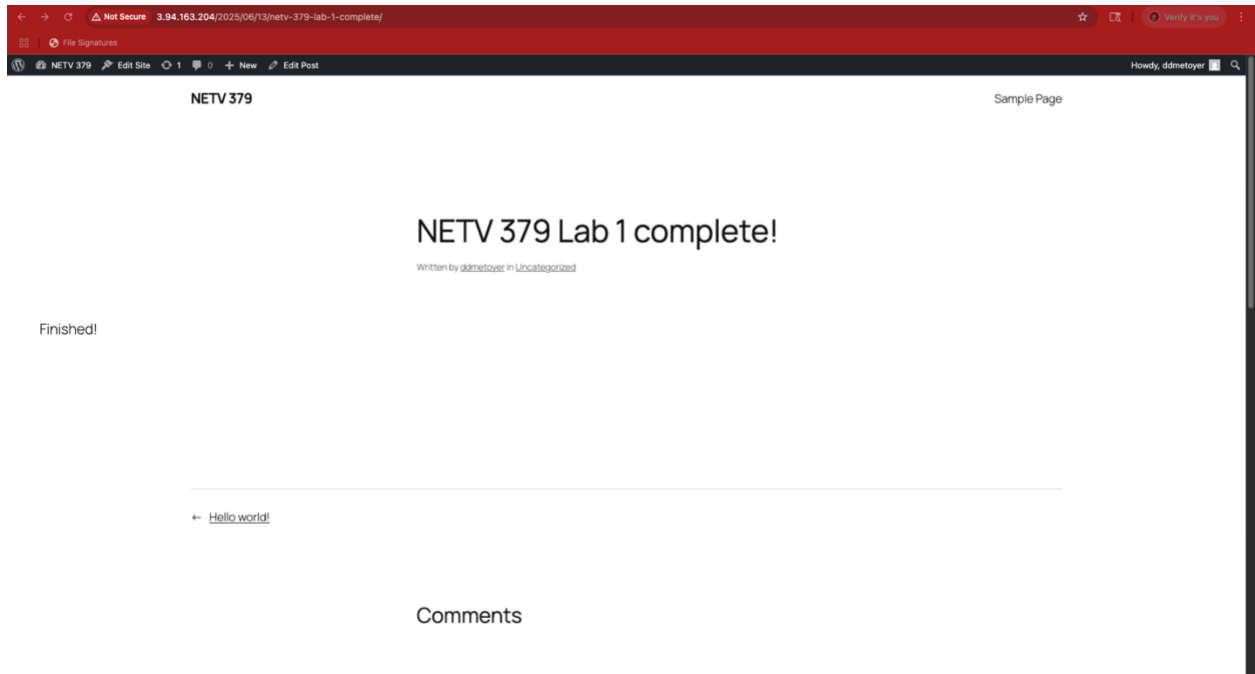 Not Secure 3.94.163.204/2025/06/13/netv-379-lab-1-complete/ Verify it's you
File Signatures
NETV 379 Edit Site 1 0 New Edit Post Howdy, ddmetoyer
NETV 379 Sample Page
NETV 379 Lab 1 complete!
Written by ddmetoyer in Uncategorized
Finished!
← Hello world!
Comments